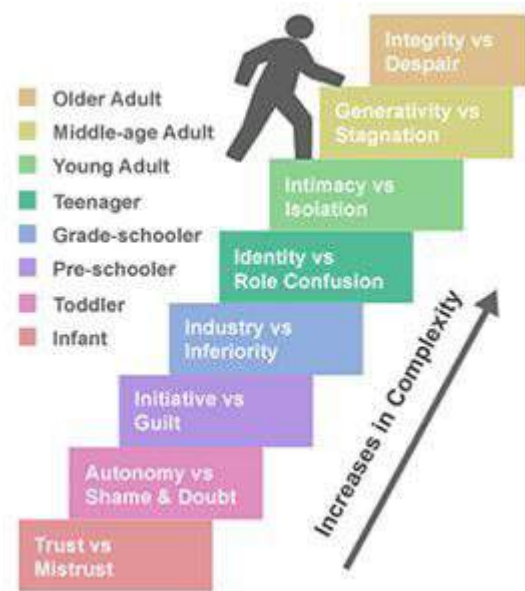 Integrity vs
Despair
Generativity vs
Stagnation
Intimacy vs
Isolation
Identity vs
Role Confusion
Industry vs
Inferiority
Initiative vs
Guilt
Autonomy vs
Shame & Doubt
Trust vs
Mistrust
Older Adult
Middle-age Adult
Young Adult
Teenager
Grade-schooler
Pre-schooler
Toddler
Infant
Increases in Complexity